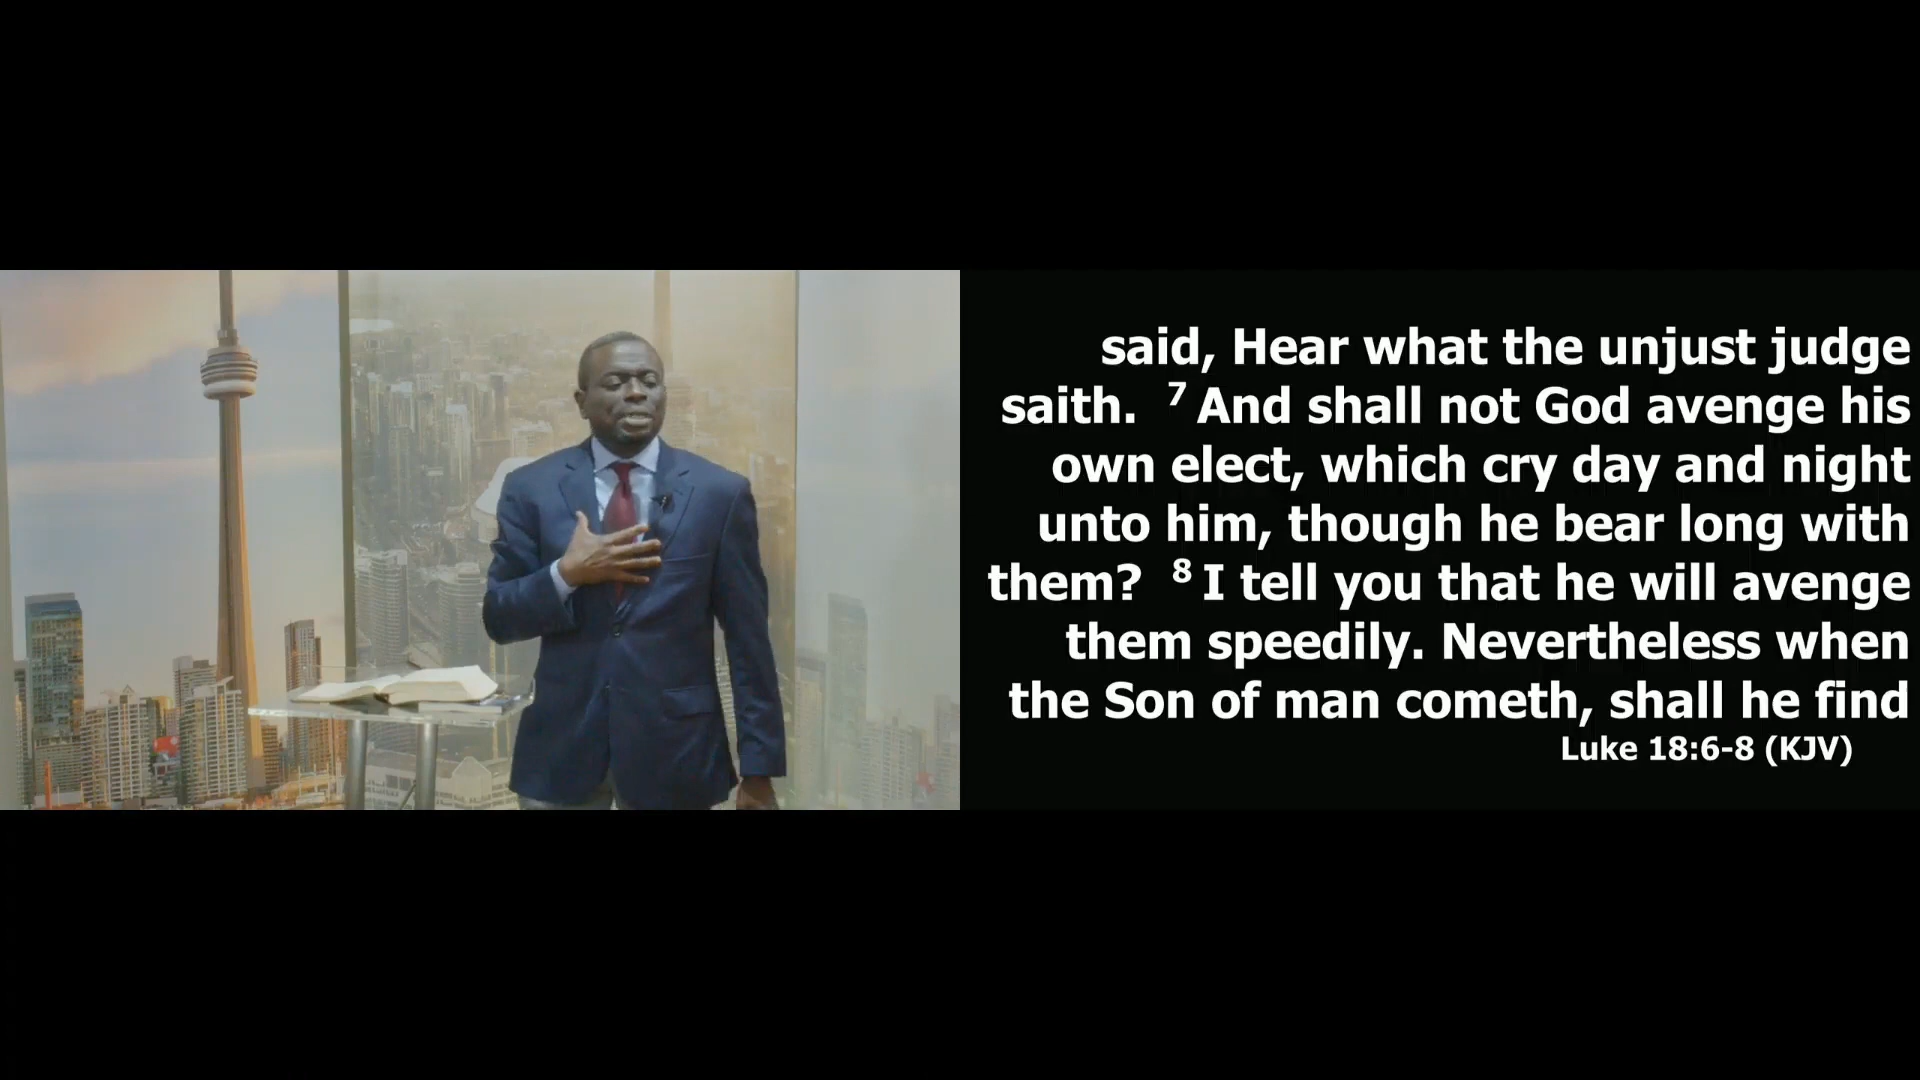 said, Hear what the unjust judge
saith. 7 And shall not God avenge his
own elect, which cry day and night
unto him, though he bear long with
them? 8 I tell you that he will avenge
them speedily. Nevertheless when
the Son of man cometh, shall he find
Luke 18:6-8 (KJV)